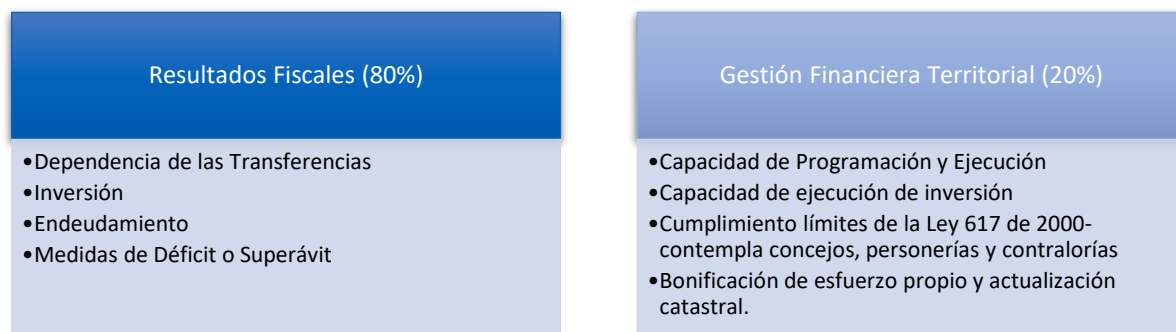 Resultados Fiscales (80%)
•Dependencia de las Transferencias
•Inversión
•Endeudamiento
•Medidas de Déficit o Superávit
Gestión Financiera Territorial (20%)
•Capacidad de Programación y Ejecución
•Capacidad de ejecución de inversión
•Cumplimiento límites de la Ley 617 de 2000-
contempla concejos, personerías y contralorías
•Bonificación de esfuerzo propio y actualización
catastral.